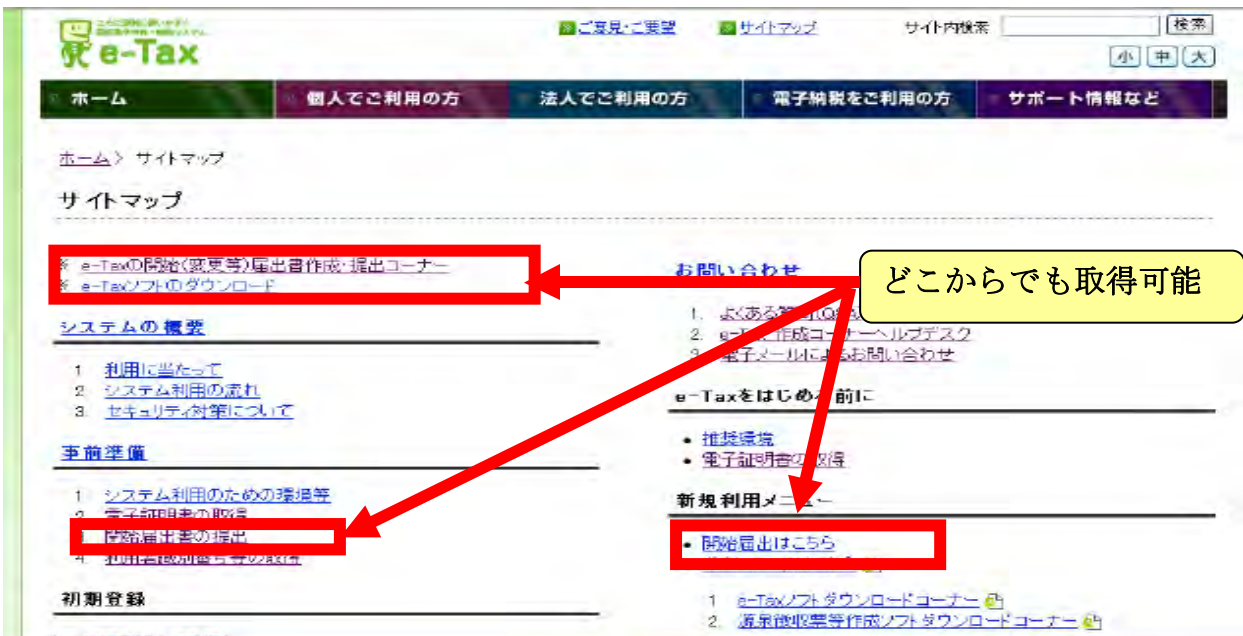 e-Tax
ご意見・ご要望 サイトマップ サイト内検索 検索
小 中 大
ホーム 個人でご利用の方 法人でご利用の方 電子納税をご利用の方 サポート情報など
ホーム> サイトマップ
サイトマップ
※ e-Taxの開始(変更等)届出書作成・提出コーナー
※ e-Taxソフトのダウンロード
システムの概要
1 利用に当たって
2 システム利用の流れ
3. セキュリティ対策について
事前準備
1 システム利用のための環境等
2 電子証明書の取得
3 開始届出書の提出
4 利用者識別番号等の取得
初期登録
どこからでも取得可能
お問い合わせ
1. よくある質問(Q&
2. e-Tax・作成コーナーヘルプデスク
3. 電子メールによるお問い合わせ
e-Taxをはじめる前に
• 推奨環境
• 電子証明書の取得
新規利用メニュー
• 開始届出はこちら
1 e-Taxソフトダウンロードコーナー
2. 源泉徴収票等作成ソフトダウンロードコーナー